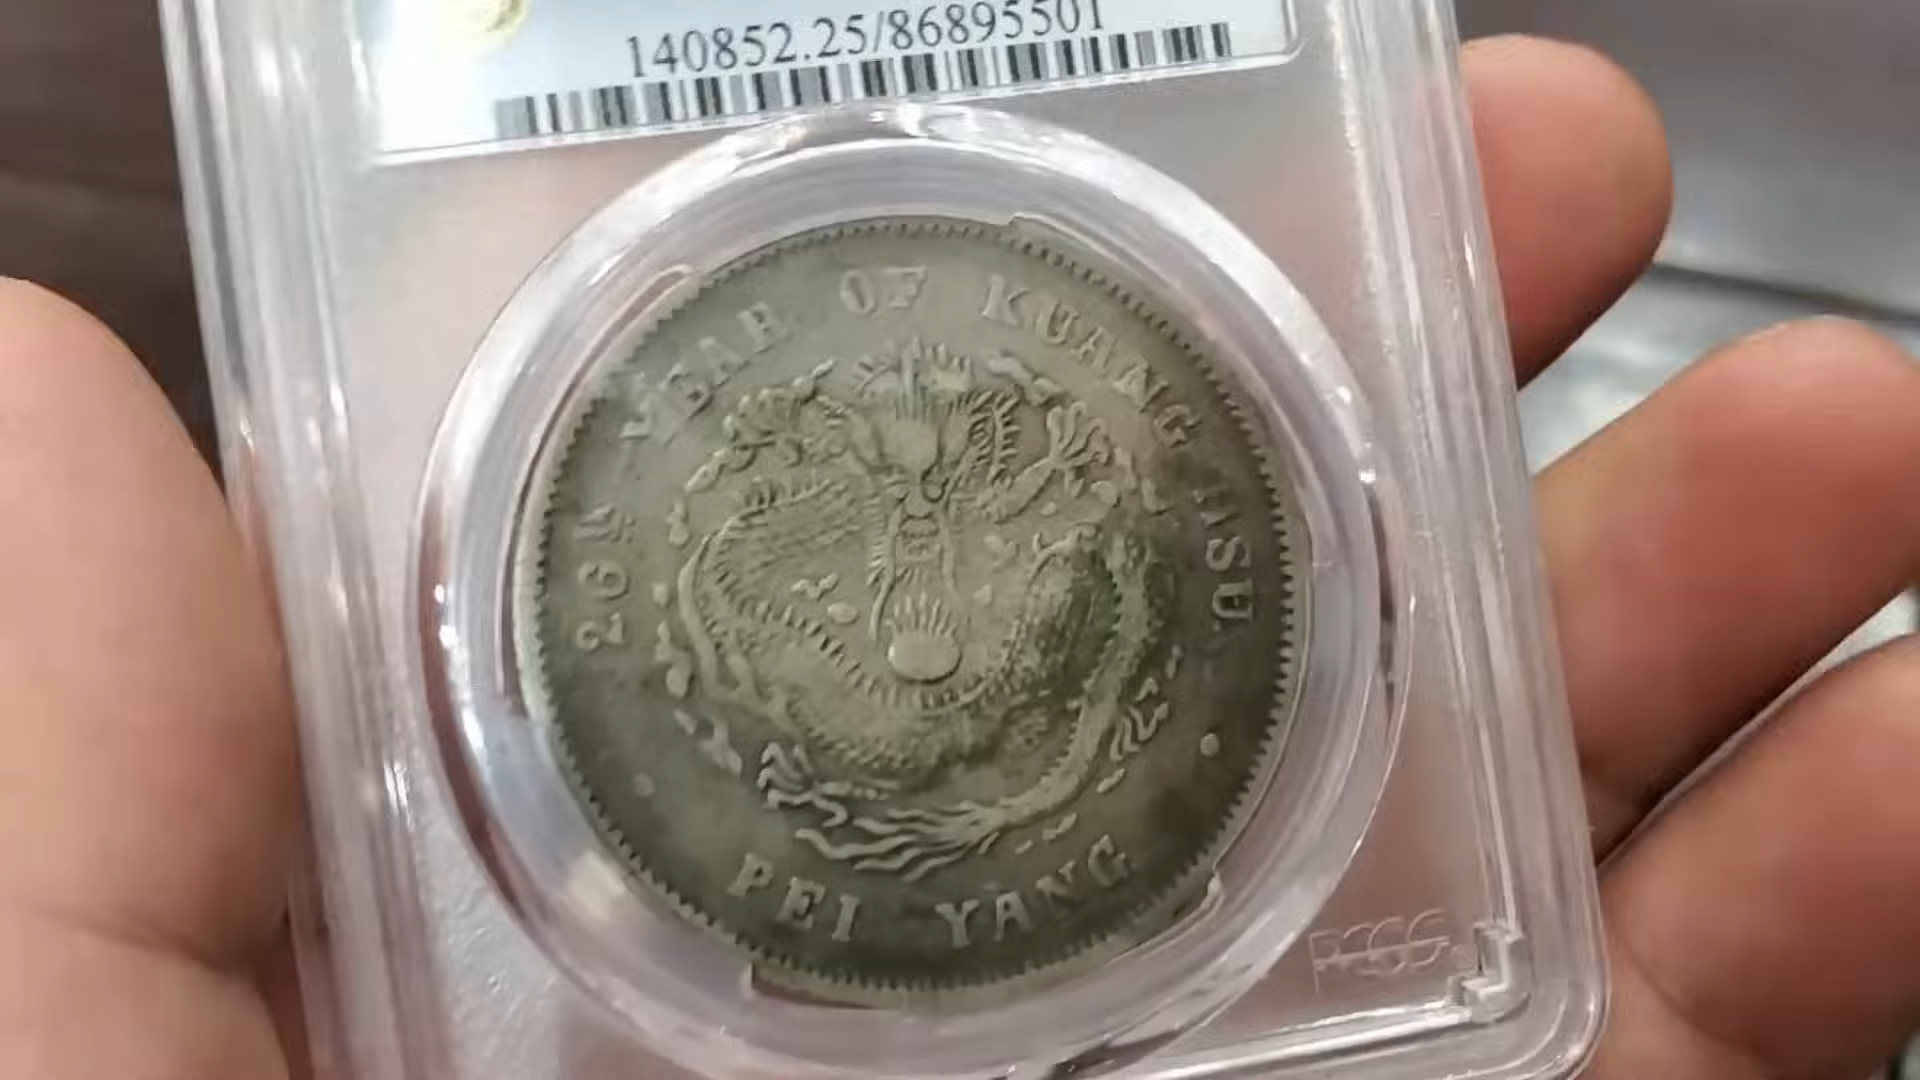 140852.25/86895501
26TH YEAR OF KUANG HSU
PEI YANG
PCGS